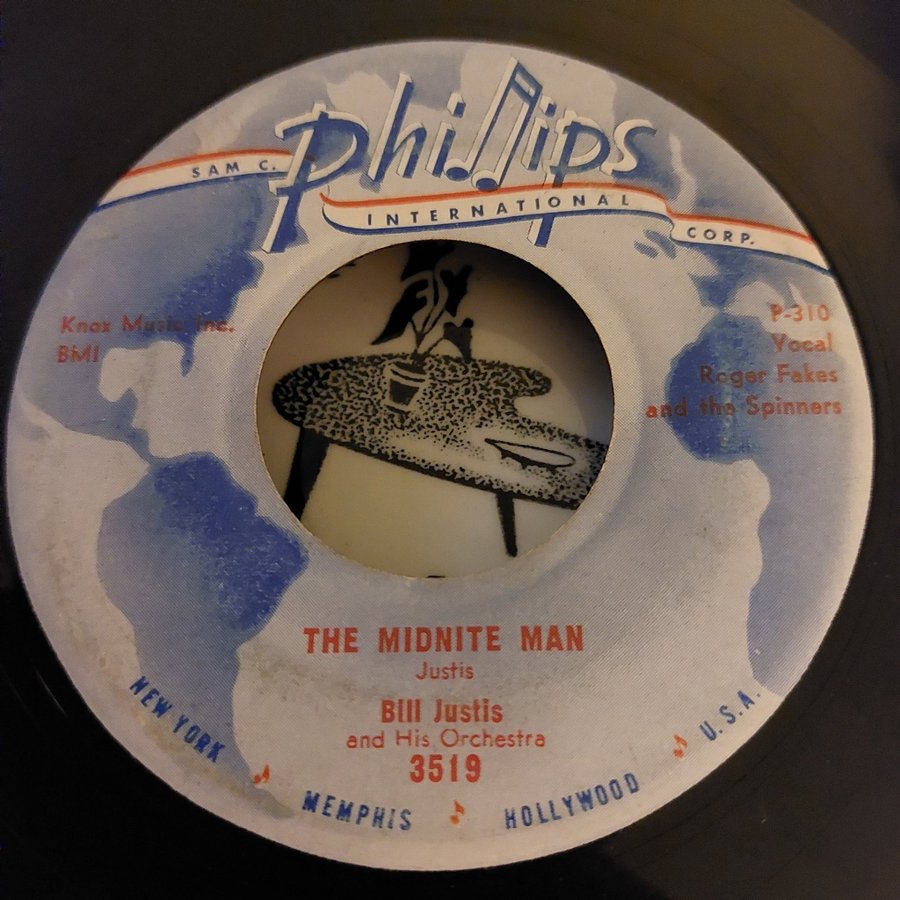 SAM C. Phillips
INTERNATIONAL CORP.
Knox Music Inc.
BMI
P-310
Vocal
Roger Fakes
and the Spinners
THE MIDNITE MAN
Justis
Bill Justis
and His Orchestra
3519
NEW YORK MEMPHIS HOLLYWOOD U.S.A.